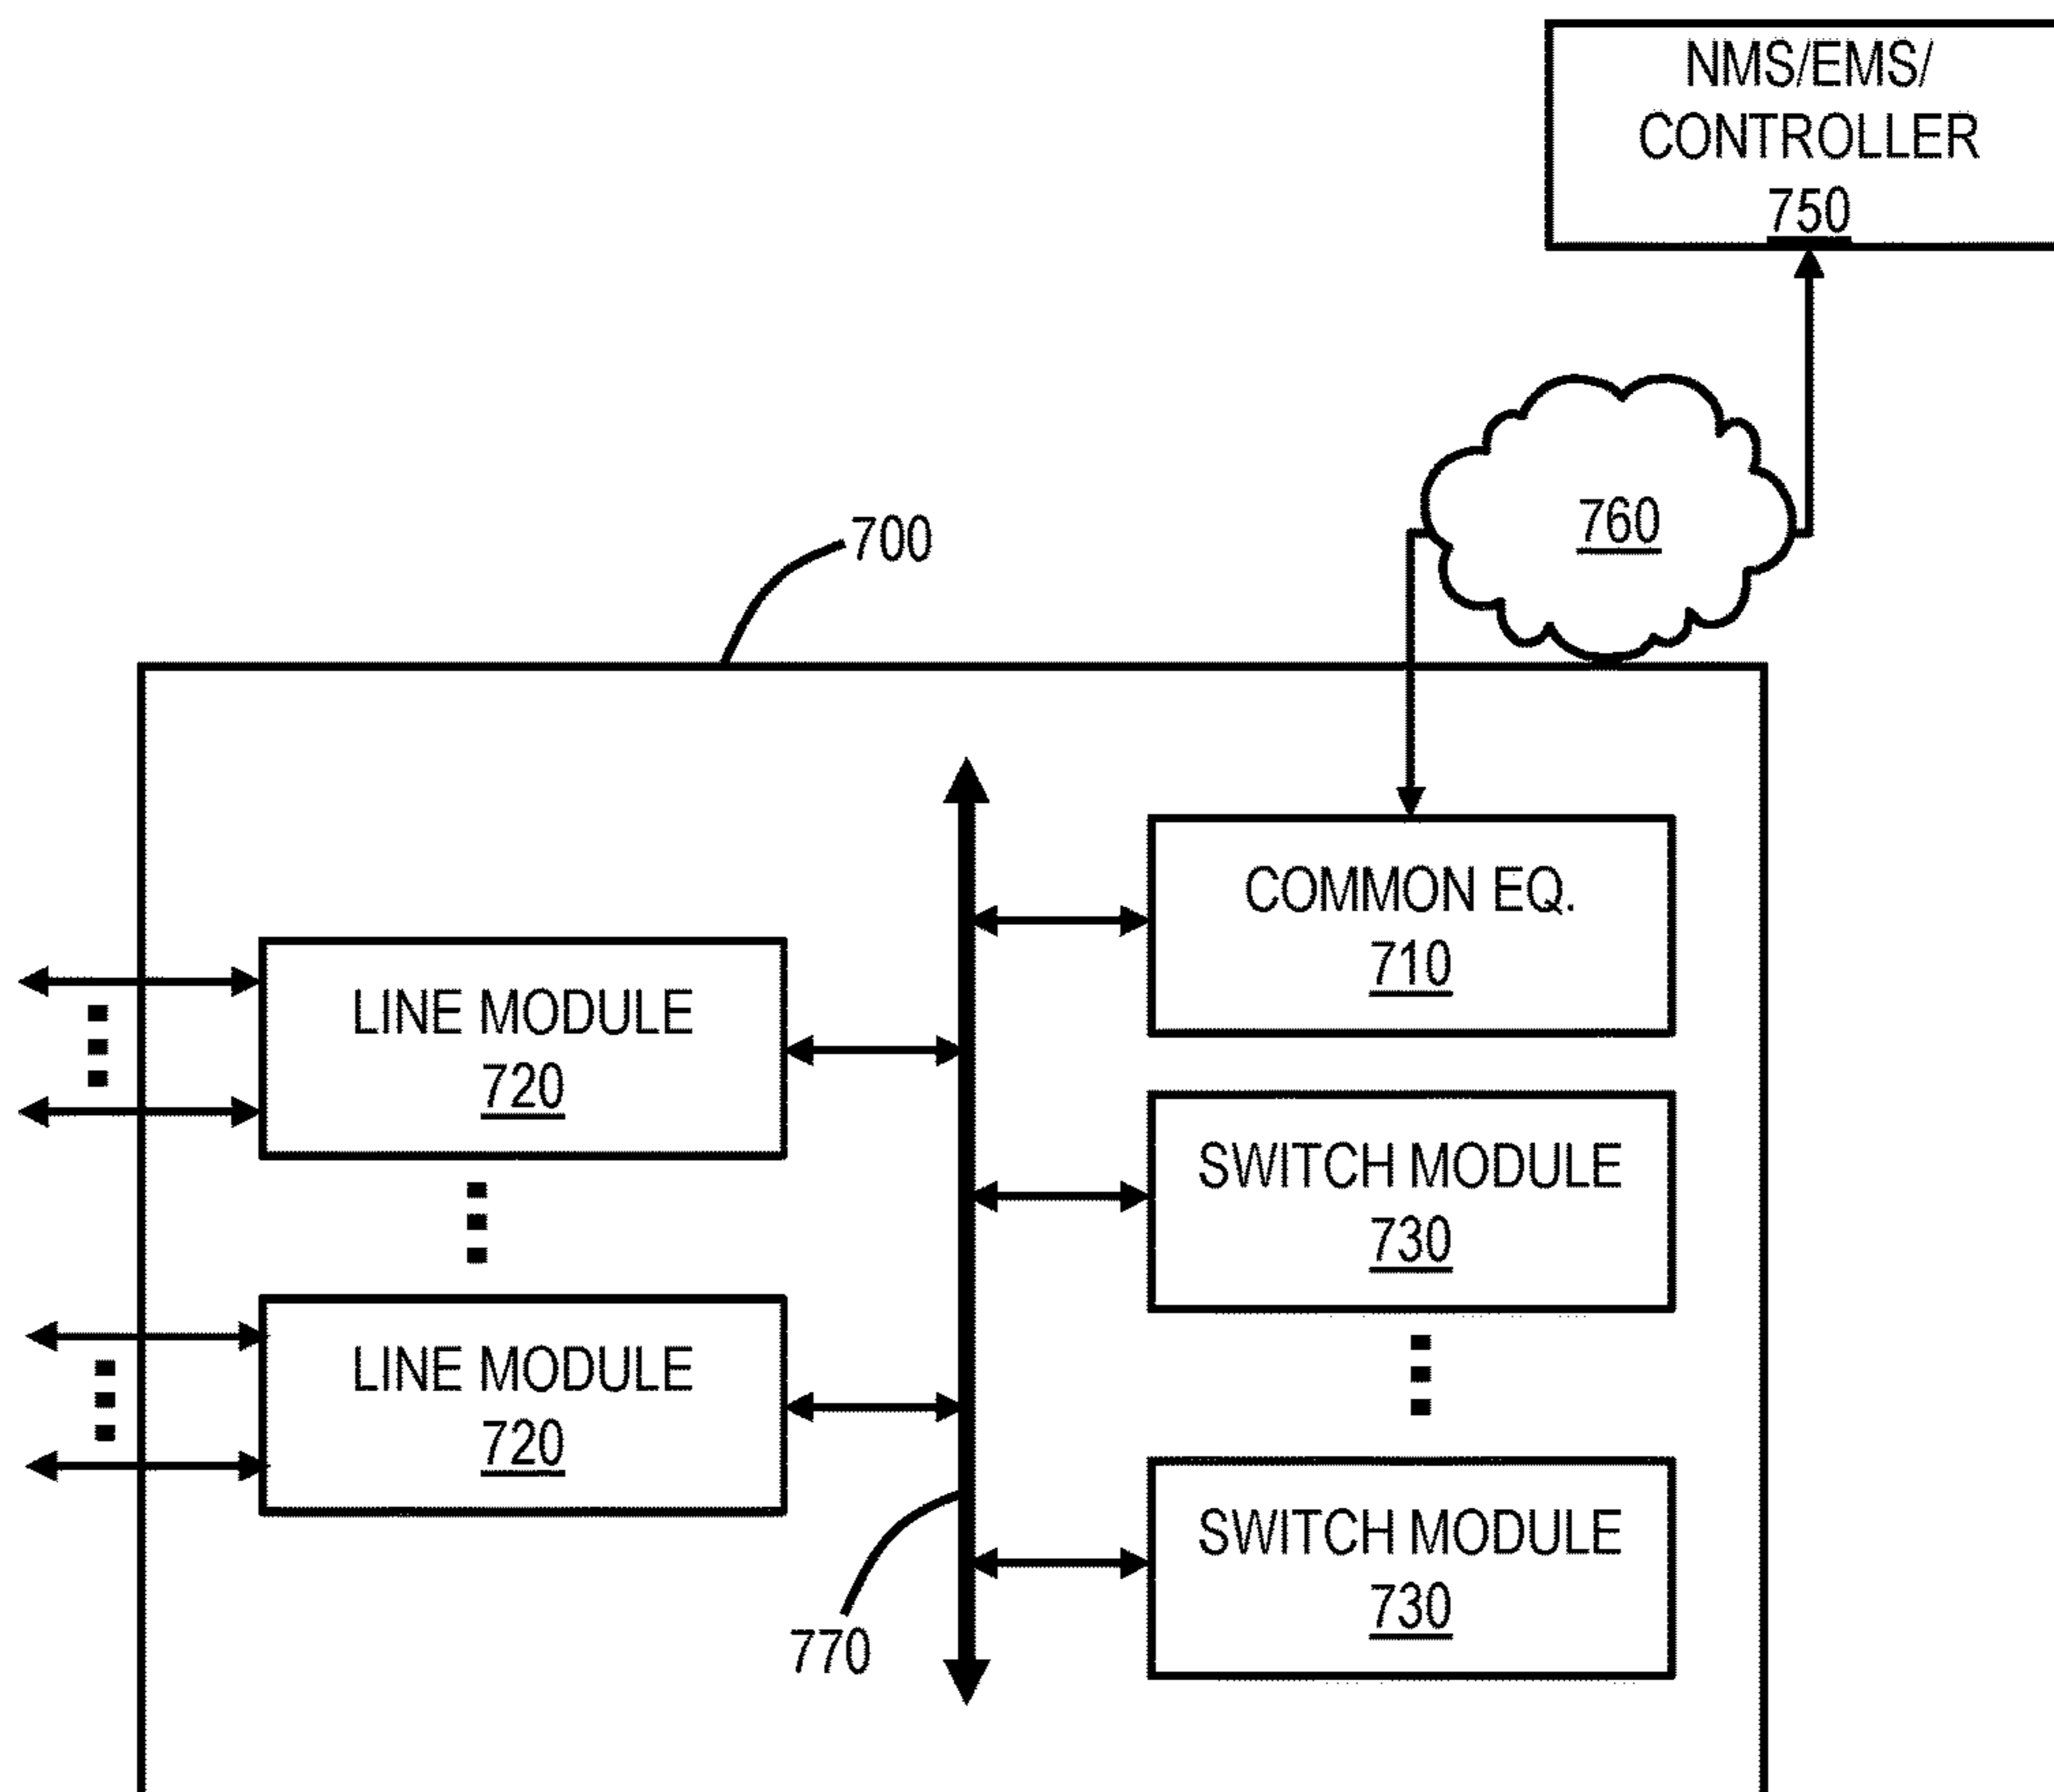 NMS/EMS/
CONTROLLER
750
760
700
COMMON EQ.
710
LINE MODULE
720
SWITCH MODULE
730
LINE MODULE
720
SWITCH MODULE
730
770